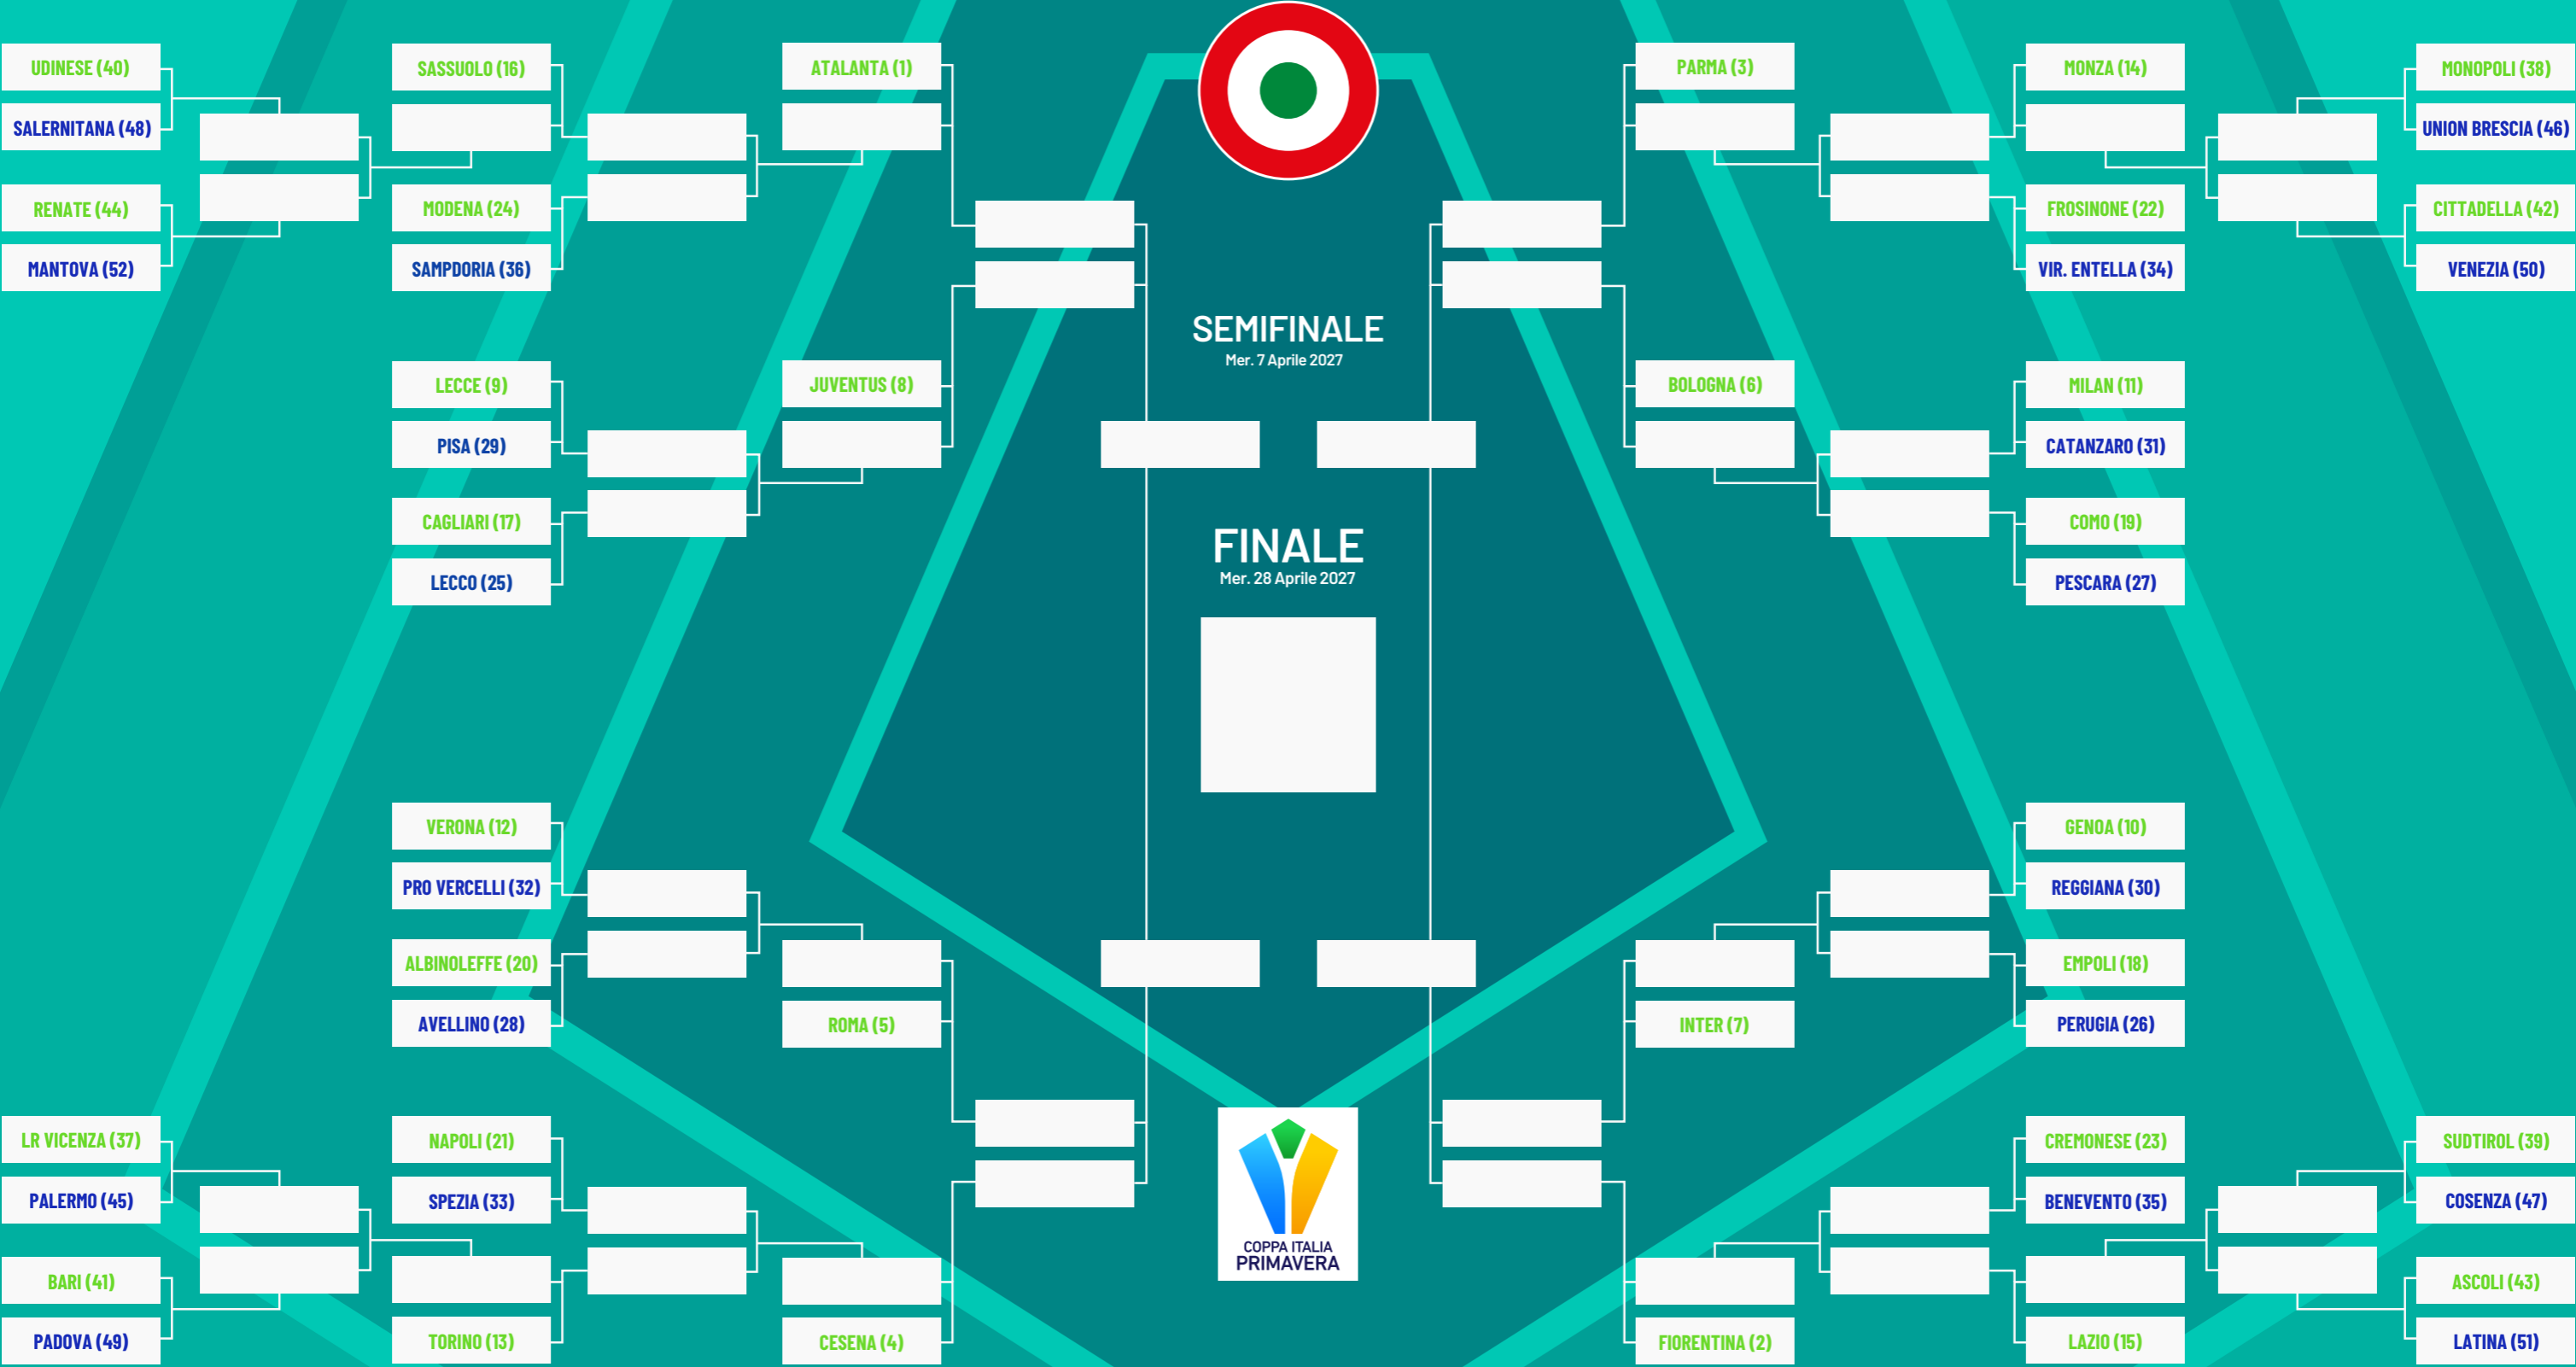 UDINESE (40)
SALERNITANA (48)
RENATE (44)
MANTOVA (52)
SASSUOLO (16)
MODENA (24)
SAMPDORIA (36)
LECCE (9)
PISA (29)
CAGLIARI (17)
LECCO (25)
ATALANTA (1)
JUVENTUS (8)
SEMIFINALE
Mer. 7 Aprile 2027
FINALE
Mer. 28 Aprile 2027
PARMA (3)
BOLOGNA (6)
MONZA (14)
FROSINONE (22)
VIR. ENTELLA (34)
MILAN (11)
CATANZARO (31)
COMO (19)
PESCARA (27)
MONOPOLI (38)
UNION BRESCIA (46)
CITTADELLA (42)
VENEZIA (50)
LR VICENZA (37)
PALERMO (45)
BARI (41)
PADOVA (49)
VERONA (12)
PRO VERCELLI (32)
ALBINOLEFFE (20)
AVELLINO (28)
NAPOLI (21)
SPEZIA (33)
TORINO (13)
ROMA (5)
CESENA (4)
COPPA ITALIA
PRIMAVERA
INTER (7)
FIORENTINA (2)
GENOA (10)
REGGIANA (30)
EMPOLI (18)
PERUGIA (26)
CREMONESE (23)
BENEVENTO (35)
LAZIO (15)
SUDTIROL (39)
COSENZA (47)
ASCOLI (43)
LATINA (51)